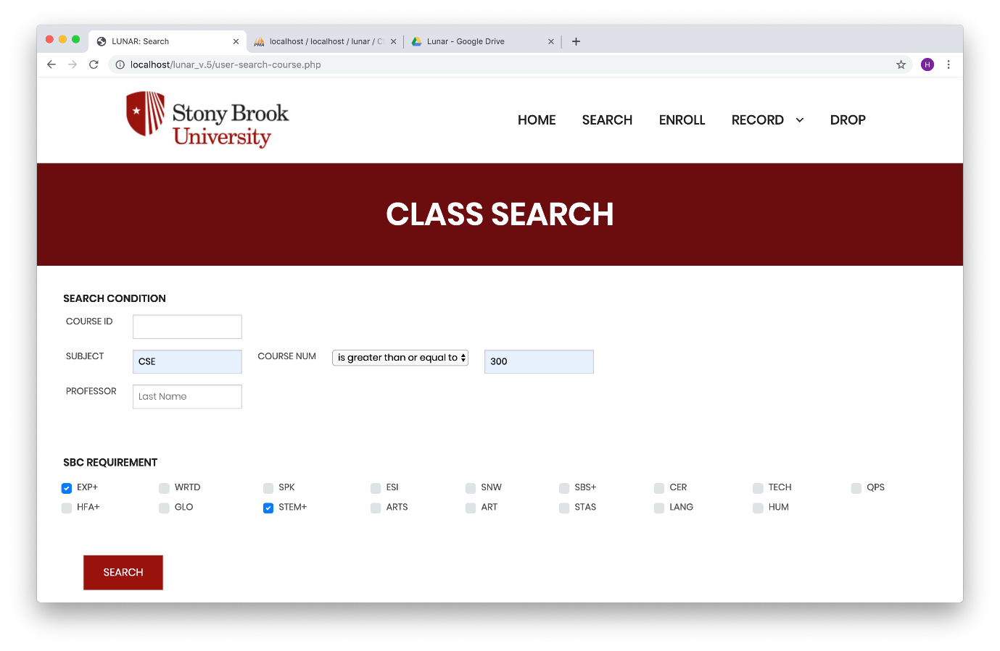 LUNAR: Search
localhost / localhost / lunar / C
Lunar - Google Drive
localhost/lunar_v.5/user-search-course.php
H
Stony Brook
University
HOME
SEARCH
ENROLL
RECORD
DROP
CLASS SEARCH
SEARCH CONDITION
COURSE ID
SUBJECT
CSE
COURSE NUM
is greater than or equal to
300
PROFESSOR
Last Name
SBC REQUIREMENT
EXP+
WRTD
SPK
ESI
SNW
SBS+
CER
TECH
QPS
HFA+
GLO
STEM+
ARTS
ART
STAS
LANG
HUM
SEARCH